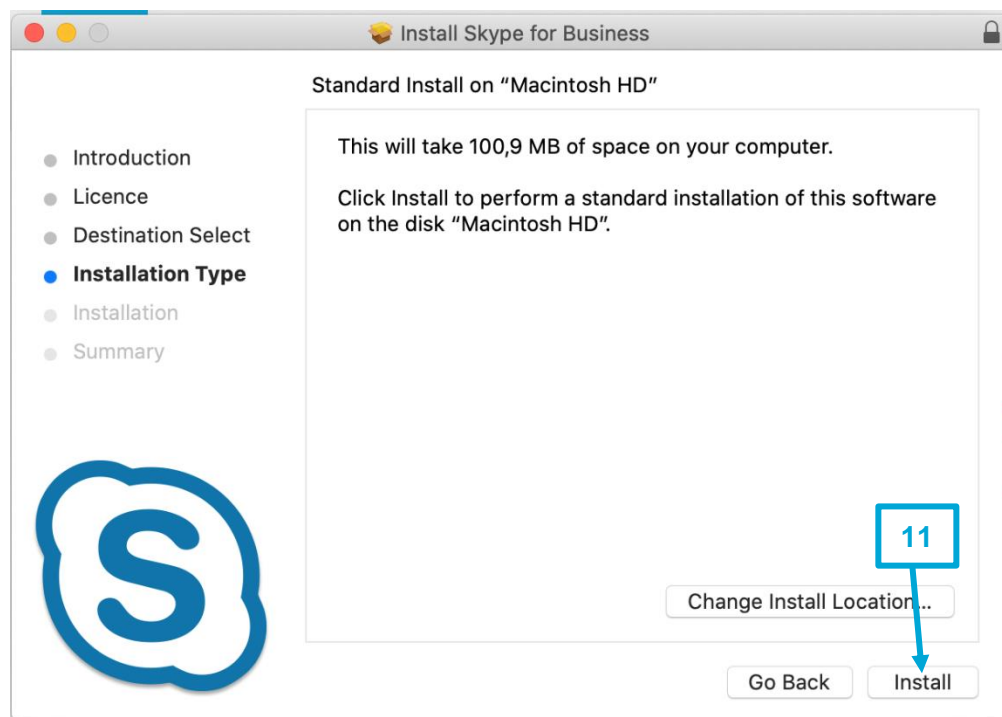 Install Skype for Business
Standard Install on “Macintosh HD”
Introduction
Licence
Destination Select
Installation Type
Installation
Summary
This will take 100,9 MB of space on your computer.
Click Install to perform a standard installation of this software
on the disk “Macintosh HD”.
S
11
Change Install Location...
Go Back
Install